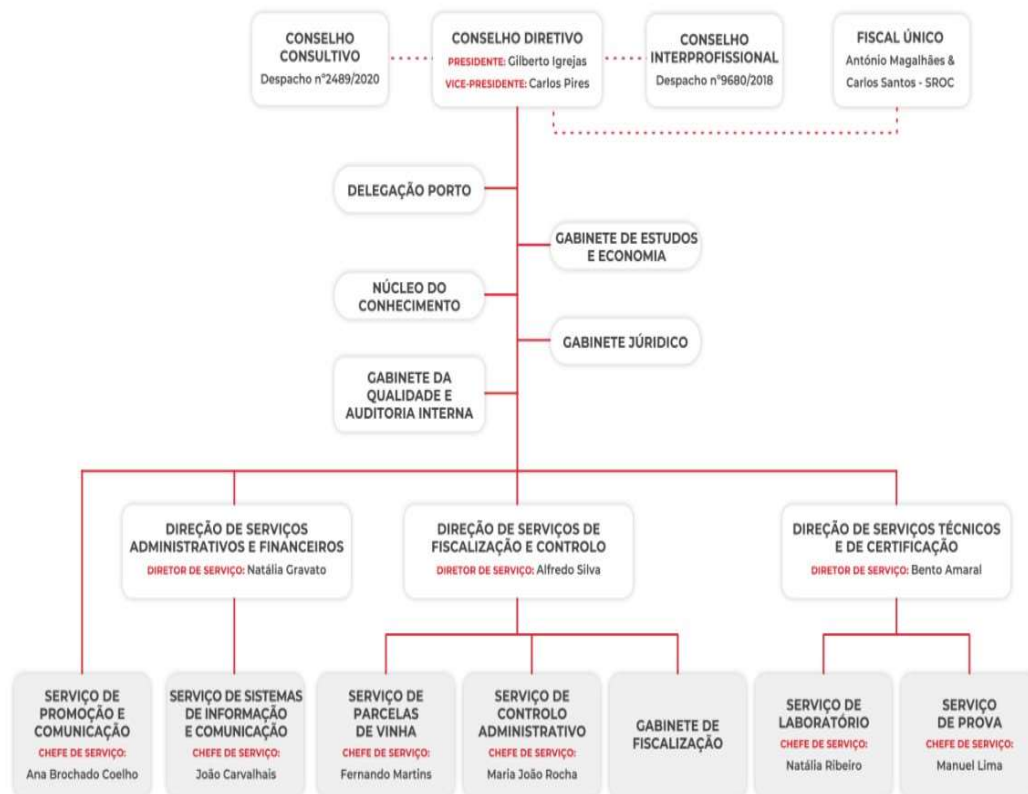 CONSELHO
CONSULTIVO
Despacho nº2489/2020
CONSELHO DIRETIVO
PRESIDENTE: Gilberto Igrejas
VICE-PRESIDENTE: Carlos Pires
CONSELHO
INTERPROFISSIONAL
Despacho nº9680/2018
FISCAL ÚNICO
António Magalhães &
Carlos Santos - SROC
DELEGAÇÃO PORTO
GABINETE DE ESTUDOS
E ECONOMIA
NÚCLEO DO
CONHECIMENTO
GABINETE JÚRIDICO
GABINETE DA
QUALIDADE E
AUDITORIA INTERNA
DIREÇÃO DE SERVIÇOS
ADMINISTRATIVOS E FINANCEIROS
DIRETOR DE SERVIÇO: Natália Gravato
DIREÇÃO DE SERVIÇOS DE
FISCALIZAÇÃO E CONTROLO
DIRETOR DE SERVIÇO: Alfredo Silva
DIREÇÃO DE SERVIÇOS TÉCNICOS
E DE CERTIFICAÇÃO
DIRETOR DE SERVIÇO: Bento Amaral
SERVIÇO DE
PROMOÇÃO E
COMUNICAÇÃO
CHEFE DE SERVIÇO:
Ana Brochado Coelho
SERVIÇO DE SISTEMAS
DE INFORMAÇÃO
E COMUNICAÇÃO
CHEFE DE SERVIÇO:
João Carvalhais
SERVIÇO DE
PARCELAS
DE VINHA
CHEFE DE SERVIÇO:
Fernando Martins
SERVIÇO DE
CONTROLO
ADMINISTRATIVO
CHEFE DE SERVIÇO:
Maria João Rocha
GABINETE DE
FISCALIZAÇÃO
SERVIÇO DE
LABORATÓRIO
CHEFE DE SERVIÇO:
Natália Ribeiro
SERVIÇO
DE PROVA
CHEFE DE SERVIÇO:
Manuel Lima